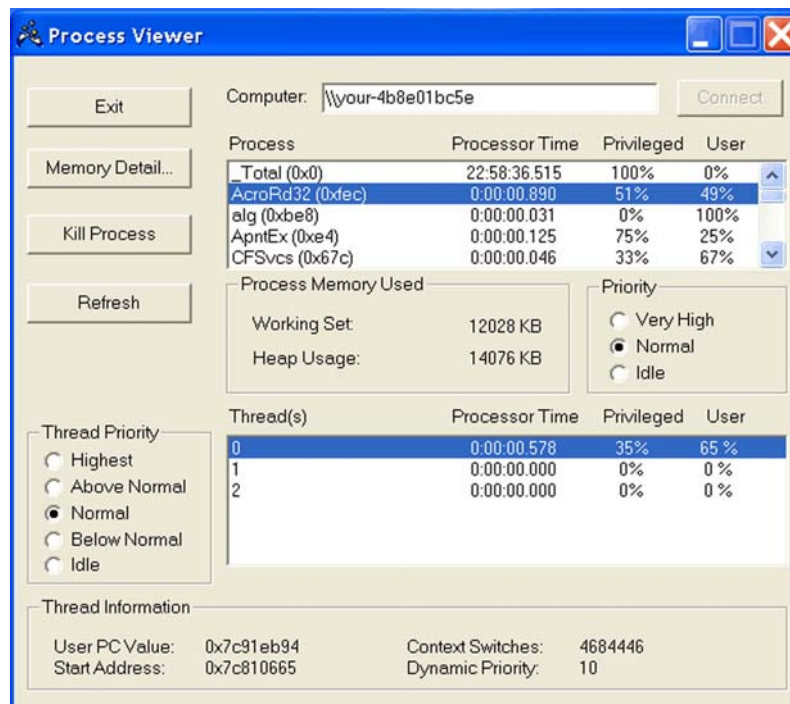 Process Viewer
Exit
Computer: \\your-4b8e01bc5e
Connect
Memory Detail...
Kill Process
Refresh
Process Processor Time Privileged User
_Total (0x0) 22:58:36.515 100% 0%
AcroRd32 (0xfec) 0:00:00.890 51% 49%
alg (0xbe8) 0:00:00.031 0% 100%
ApntEx (0xe4) 0:00:00.125 75% 25%
CFSvcs (0x67c) 0:00:00.046 33% 67%
Process Memory Used
Working Set: 12028 KB
Heap Usage: 14076 KB
Priority
Very High
Normal
Idle
Thread Priority
Highest
Above Normal
Normal
Below Normal
Idle
Thread(s) Processor Time Privileged User
0 0:00:00.578 35% 65 %
1 0:00:00.000 0% 0 %
2 0:00:00.000 0% 0 %
Thread Information
User PC Value: 0x7c91eb94 Context Switches: 4684446
Start Address: 0x7c810665 Dynamic Priority: 10